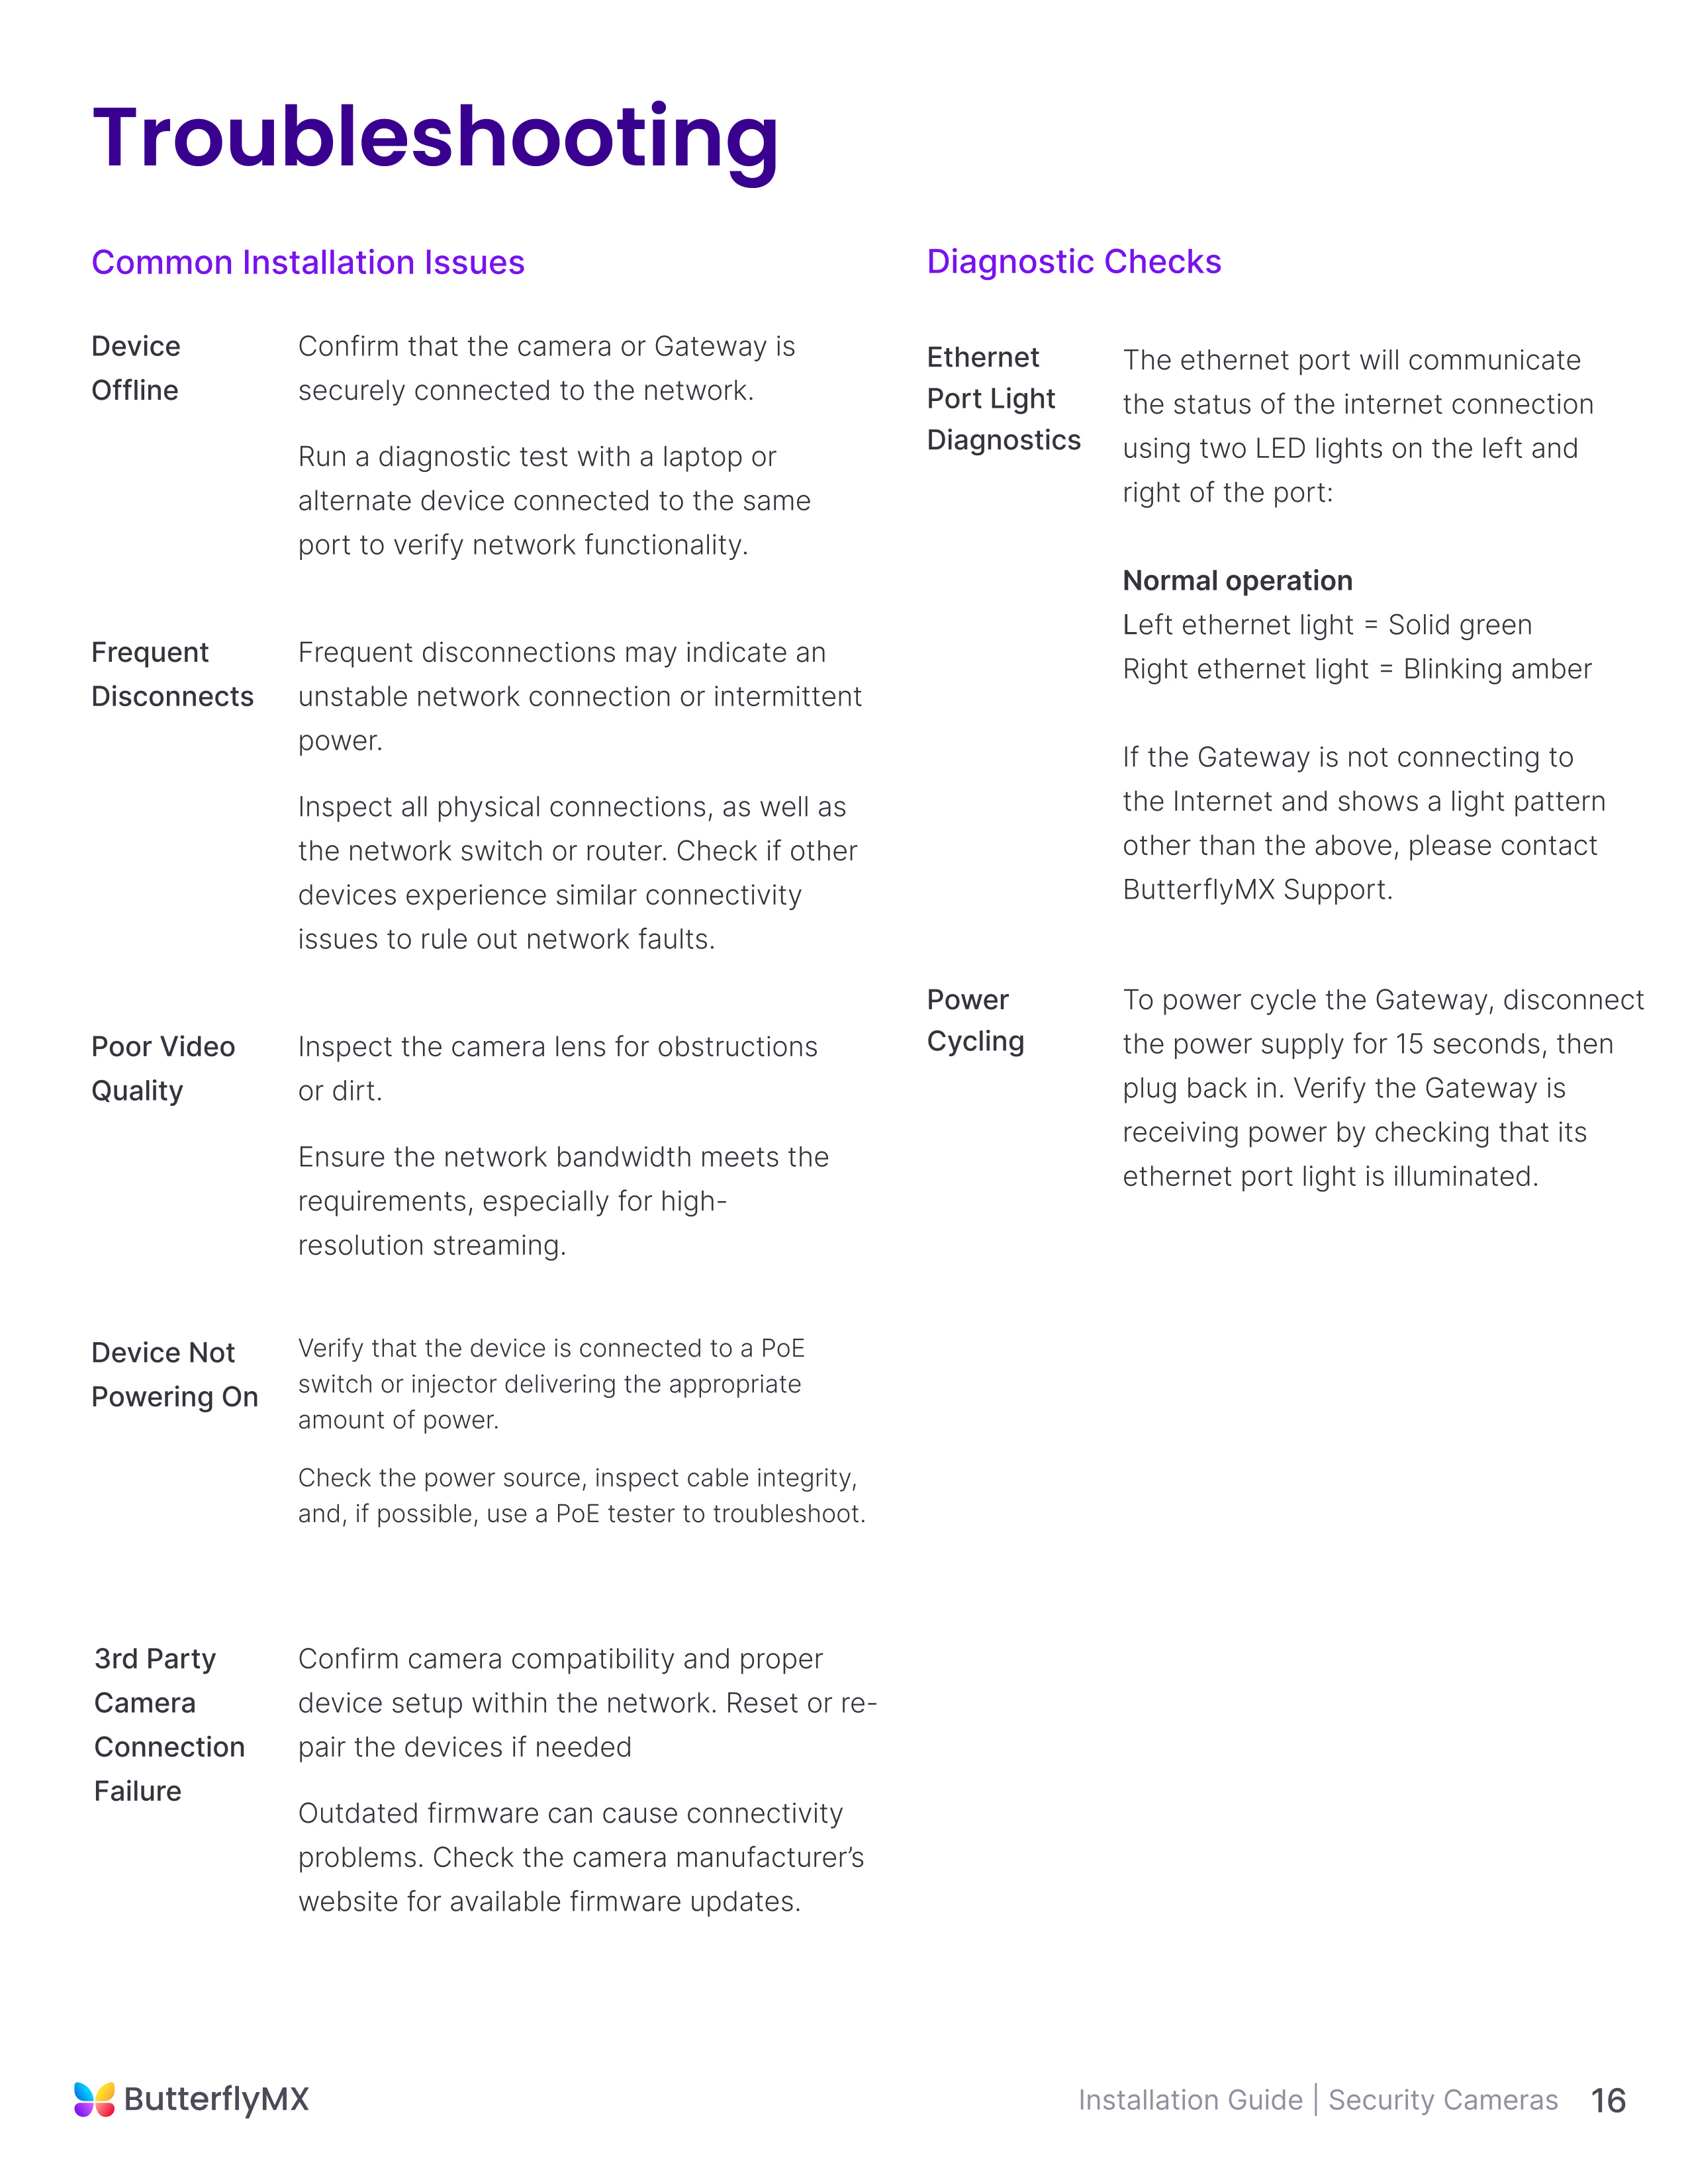 Troubleshooting
Common Installation Issues
Device
Offline
Confirm that the camera or Gateway is
securely connected to the network.
Run a diagnostic test with a laptop or
alternate device connected to the same
port to verify network functionality.
Frequent
Disconnects
Frequent disconnections may indicate an
unstable network connection or intermittent
power.
Inspect all physical connections, as well as
the network switch or router. Check if other
devices experience similar connectivity
issues to rule out network faults.
Poor Video
Quality
Inspect the camera lens for obstructions
or dirt.
Ensure the network bandwidth meets the
requirements, especially for high-
resolution streaming.
Device Not
Powering On
Verify that the device is connected to a PoE
switch or injector delivering the appropriate
amount of power.
Check the power source, inspect cable integrity,
and, if possible, use a PoE tester to troubleshoot.
3rd Party
Camera
Connection
Failure
Confirm camera compatibility and proper
device setup within the network. Reset or re-
pair the devices if needed
Outdated firmware can cause connectivity
problems. Check the camera manufacturer’s
website for available firmware updates.
Diagnostic Checks
Ethernet
Port Light
Diagnostics
The ethernet port will communicate
the status of the internet connection
using two LED lights on the left and
right of the port:
Normal operation
Left ethernet light = Solid green
Right ethernet light = Blinking amber
If the Gateway is not connecting to
the Internet and shows a light pattern
other than the above, please contact
ButterflyMX Support.
Power
Cycling
To power cycle the Gateway, disconnect
the power supply for 15 seconds, then
plug back in. Verify the Gateway is
receiving power by checking that its
ethernet port light is illuminated.
ButterflyMX
Installation Guide | Security Cameras 16